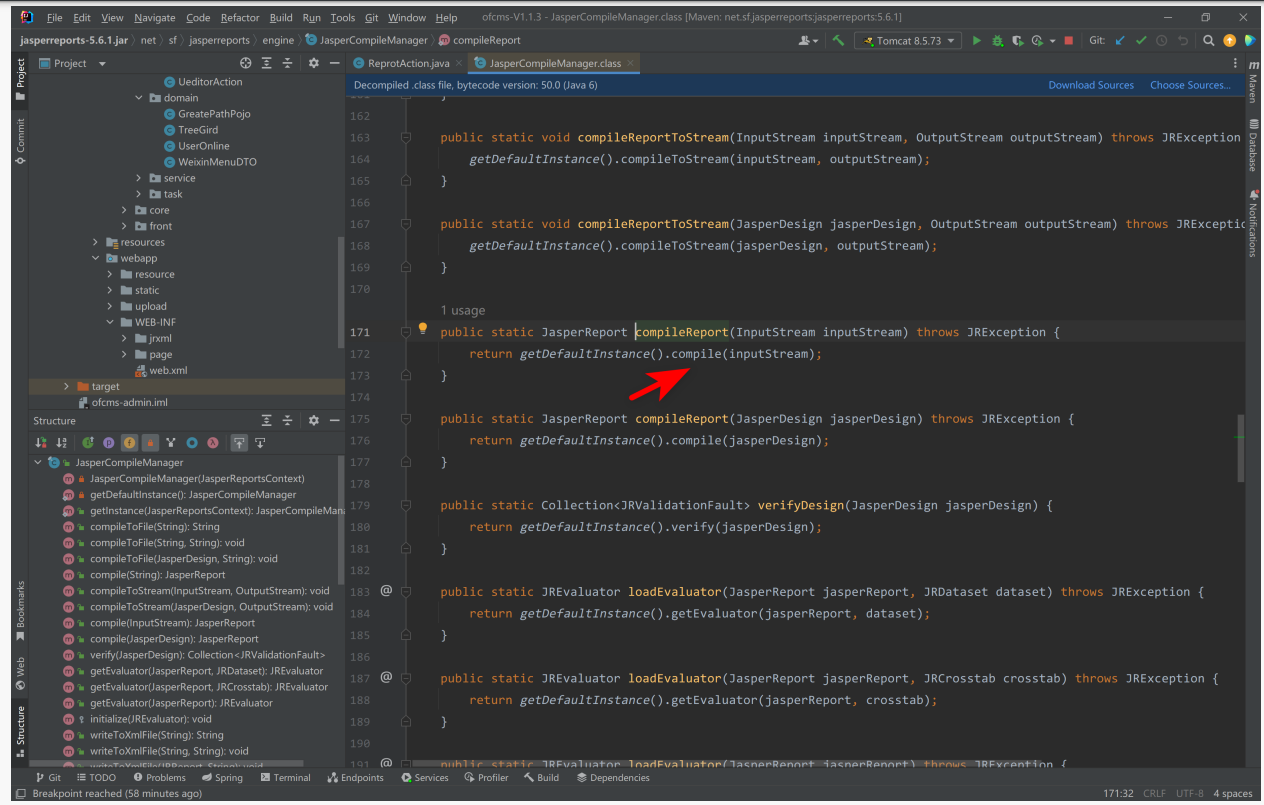 File Edit View Navigate Code Refactor Build Run Tools Git Window Help ofcms-V1.1.3 - JasperCompileManager.class [Maven: net.sf.jasperreports:jasperreports:5.6.1]
jasperreports-5.6.1.jar net sf jasperreports engine JasperCompileManager compileReport Tomcat 8.5.73 Git:
Project
Commit
Bookmarks
Web
Structure
Project
UeditorAction
domain
GreatePathPojo
TreeGird
UserOnline
WeixinMenuDTO
service
task
core
front
resources
webapp
resource
static
upload
WEB-INF
jrxml
page
web.xml
target
ofcms-admin.iml
Structure
JasperCompileManager
JasperCompileManager(JasperReportsContext)
getDefaultInstance(): JasperCompileManager
getInstance(JasperReportsContext): JasperCompileMan
compileToFile(String): String
compileToFile(String, String): void
compileToFile(JasperDesign, String): void
compile(String): JasperReport
compileToStream(InputStream, OutputStream): void
compileToStream(JasperDesign, OutputStream): void
compile(InputStream): JasperReport
compile(JasperDesign): JasperReport
verify(JasperDesign): Collection<JRValidationFault>
getEvaluator(JasperReport, JRDataset): JREvaluator
getEvaluator(JasperReport, JRCrosstab): JREvaluator
getEvaluator(JasperReport): JREvaluator
initialize(JREvaluator): void
writeToXmlFile(String): String
writeToXmlFile(String, String): void
writeToXmlFile(JRReport, String): void
ReprotAction.java JasperCompileManager.class
Decompiled .class file, bytecode version: 50.0 (Java 6) Download Sources Choose Sources...
161 }
162
163 public static void compileReportToStream(InputStream inputStream, OutputStream outputStream) throws JRException
164 getDefaultInstance().compileToStream(inputStream, outputStream);
165 }
166
167 public static void compileReportToStream(JasperDesign jasperDesign, OutputStream outputStream) throws JRExceptic
168 getDefaultInstance().compileToStream(jasperDesign, outputStream);
169 }
170
1 usage
171 public static JasperReport compileReport(InputStream inputStream) throws JRException {
172 return getDefaultInstance().compile(inputStream);
173 }
174
175 public static JasperReport compileReport(JasperDesign jasperDesign) throws JRException {
176 return getDefaultInstance().compile(jasperDesign);
177 }
178
179 public static Collection<JRValidationFault> verifyDesign(JasperDesign jasperDesign) {
180 return getDefaultInstance().verify(jasperDesign);
181 }
182
183 @ public static JREvaluator loadEvaluator(JasperReport jasperReport, JRDataset dataset) throws JRException {
184 return getDefaultInstance().getEvaluator(jasperReport, dataset);
185 }
186
187 @ public static JREvaluator loadEvaluator(JasperReport jasperReport, JRCrosstab crosstab) throws JRException {
188 return getDefaultInstance().getEvaluator(jasperReport, crosstab);
189 }
190
191 @ public static JREvaluator loadEvaluator(JasperReport jasperReport) throws JRException {
Maven
Database
Notifications
Git TODO Problems Spring Terminal Endpoints Services Profiler Build Dependencies
Breakpoint reached (58 minutes ago) 171:32 CRLF UTF-8 4 spaces